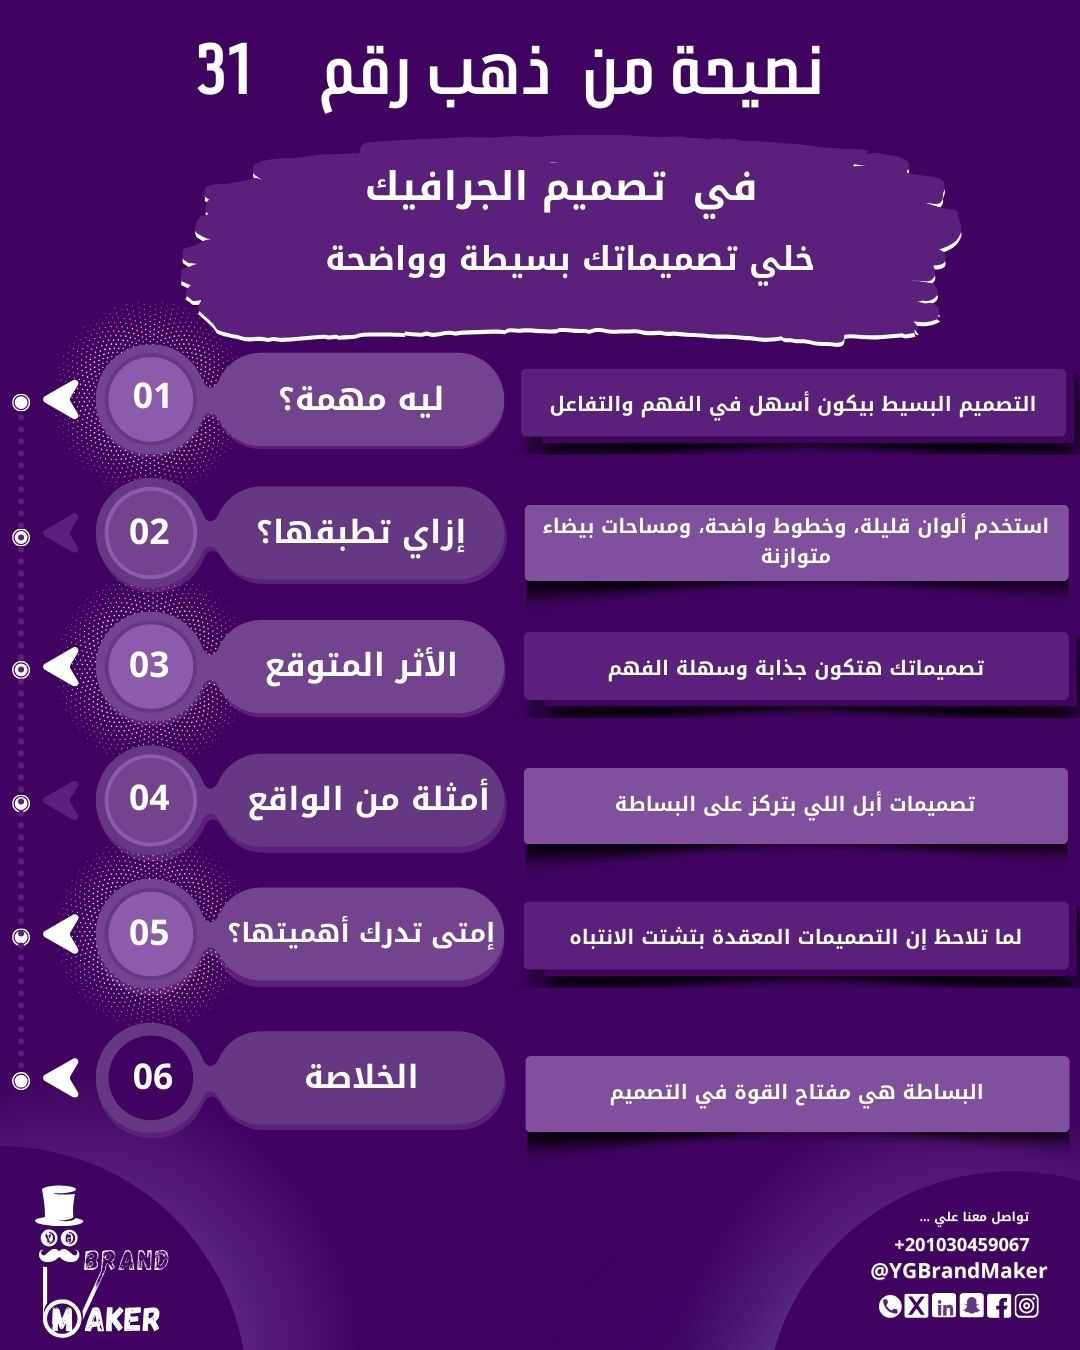 نصيحة من ذهب رقم 31
في تصميم الجرافيك
خلي تصميماتك بسيطة وواضحة
01
ليه مهمة؟
التصميم البسيط بيكون أسهل في الفهم والتفاعل
02
إزاي تطبقها؟
استخدم ألوان قليلة، وخطوط واضحة، ومساحات بيضاء
متوازنة
03
الأثر المتوقع
تصميماتك هتكون جذابة وسهلة الفهم
04
أمثلة من الواقع
تصميمات أبل اللي بتركز على البساطة
05
إمتى تدرك أهميتها؟
لما تلاحظ إن التصميمات المعقدة بتشتت الانتباه
06
الخلاصة
البساطة هي مفتاح القوة في التصميم
تواصل معنا علي ...
+201030459067
@YGBrandMaker
YG
BRAND
MAKER